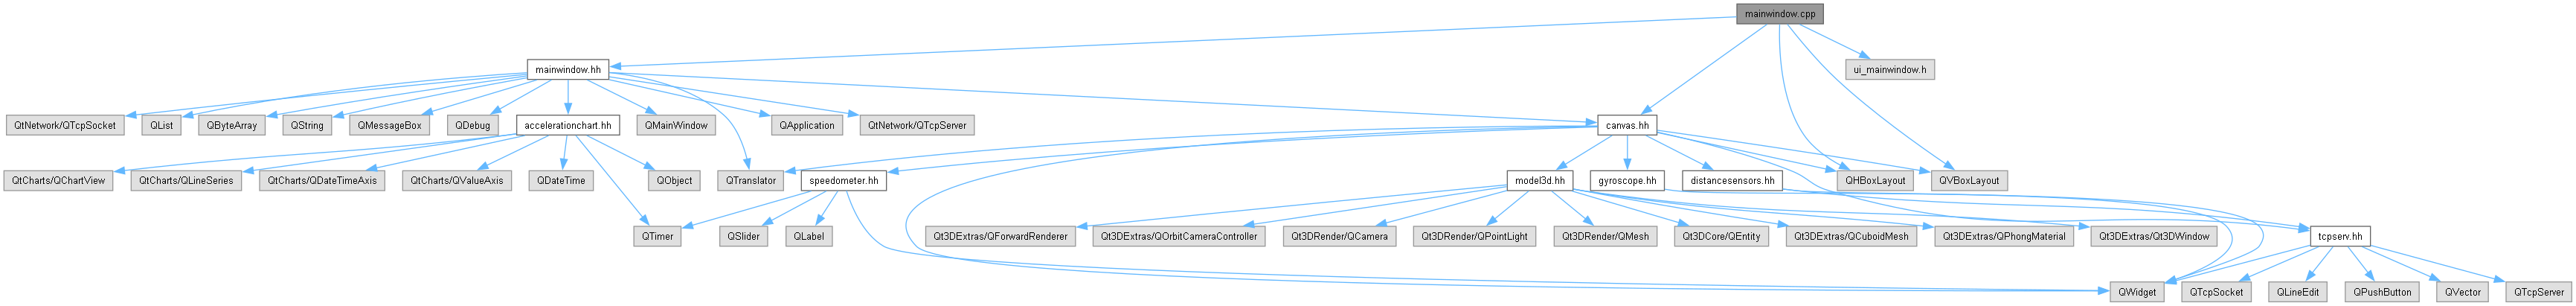 mainwindow.cpp
mainwindow.hh
ui_mainwindow.h
QtNetwork/QTcpSocket
QList
QByteArray
QString
QMessageBox
QDebug
accelerationchart.hh
QMainWindow
QApplication
QtNetwork/QTcpServer
canvas.hh
QtCharts/QChartView
QtCharts/QLineSeries
QtCharts/QDateTimeAxis
QtCharts/QValueAxis
QDateTime
QObject
QTranslator
speedometer.hh
model3d.hh
gyroscope.hh
distancesensors.hh
QHBoxLayout
QVBoxLayout
QTimer
QSlider
QLabel
Qt3DExtras/QForwardRenderer
Qt3DExtras/QOrbitCameraController
Qt3DRender/QCamera
Qt3DRender/QPointLight
Qt3DRender/QMesh
Qt3DCore/QEntity
Qt3DExtras/QCuboidMesh
Qt3DExtras/QPhongMaterial
Qt3DExtras/Qt3DWindow
tcpserv.hh
QWidget
QTcpSocket
QLineEdit
QPushButton
QVector
QTcpServer